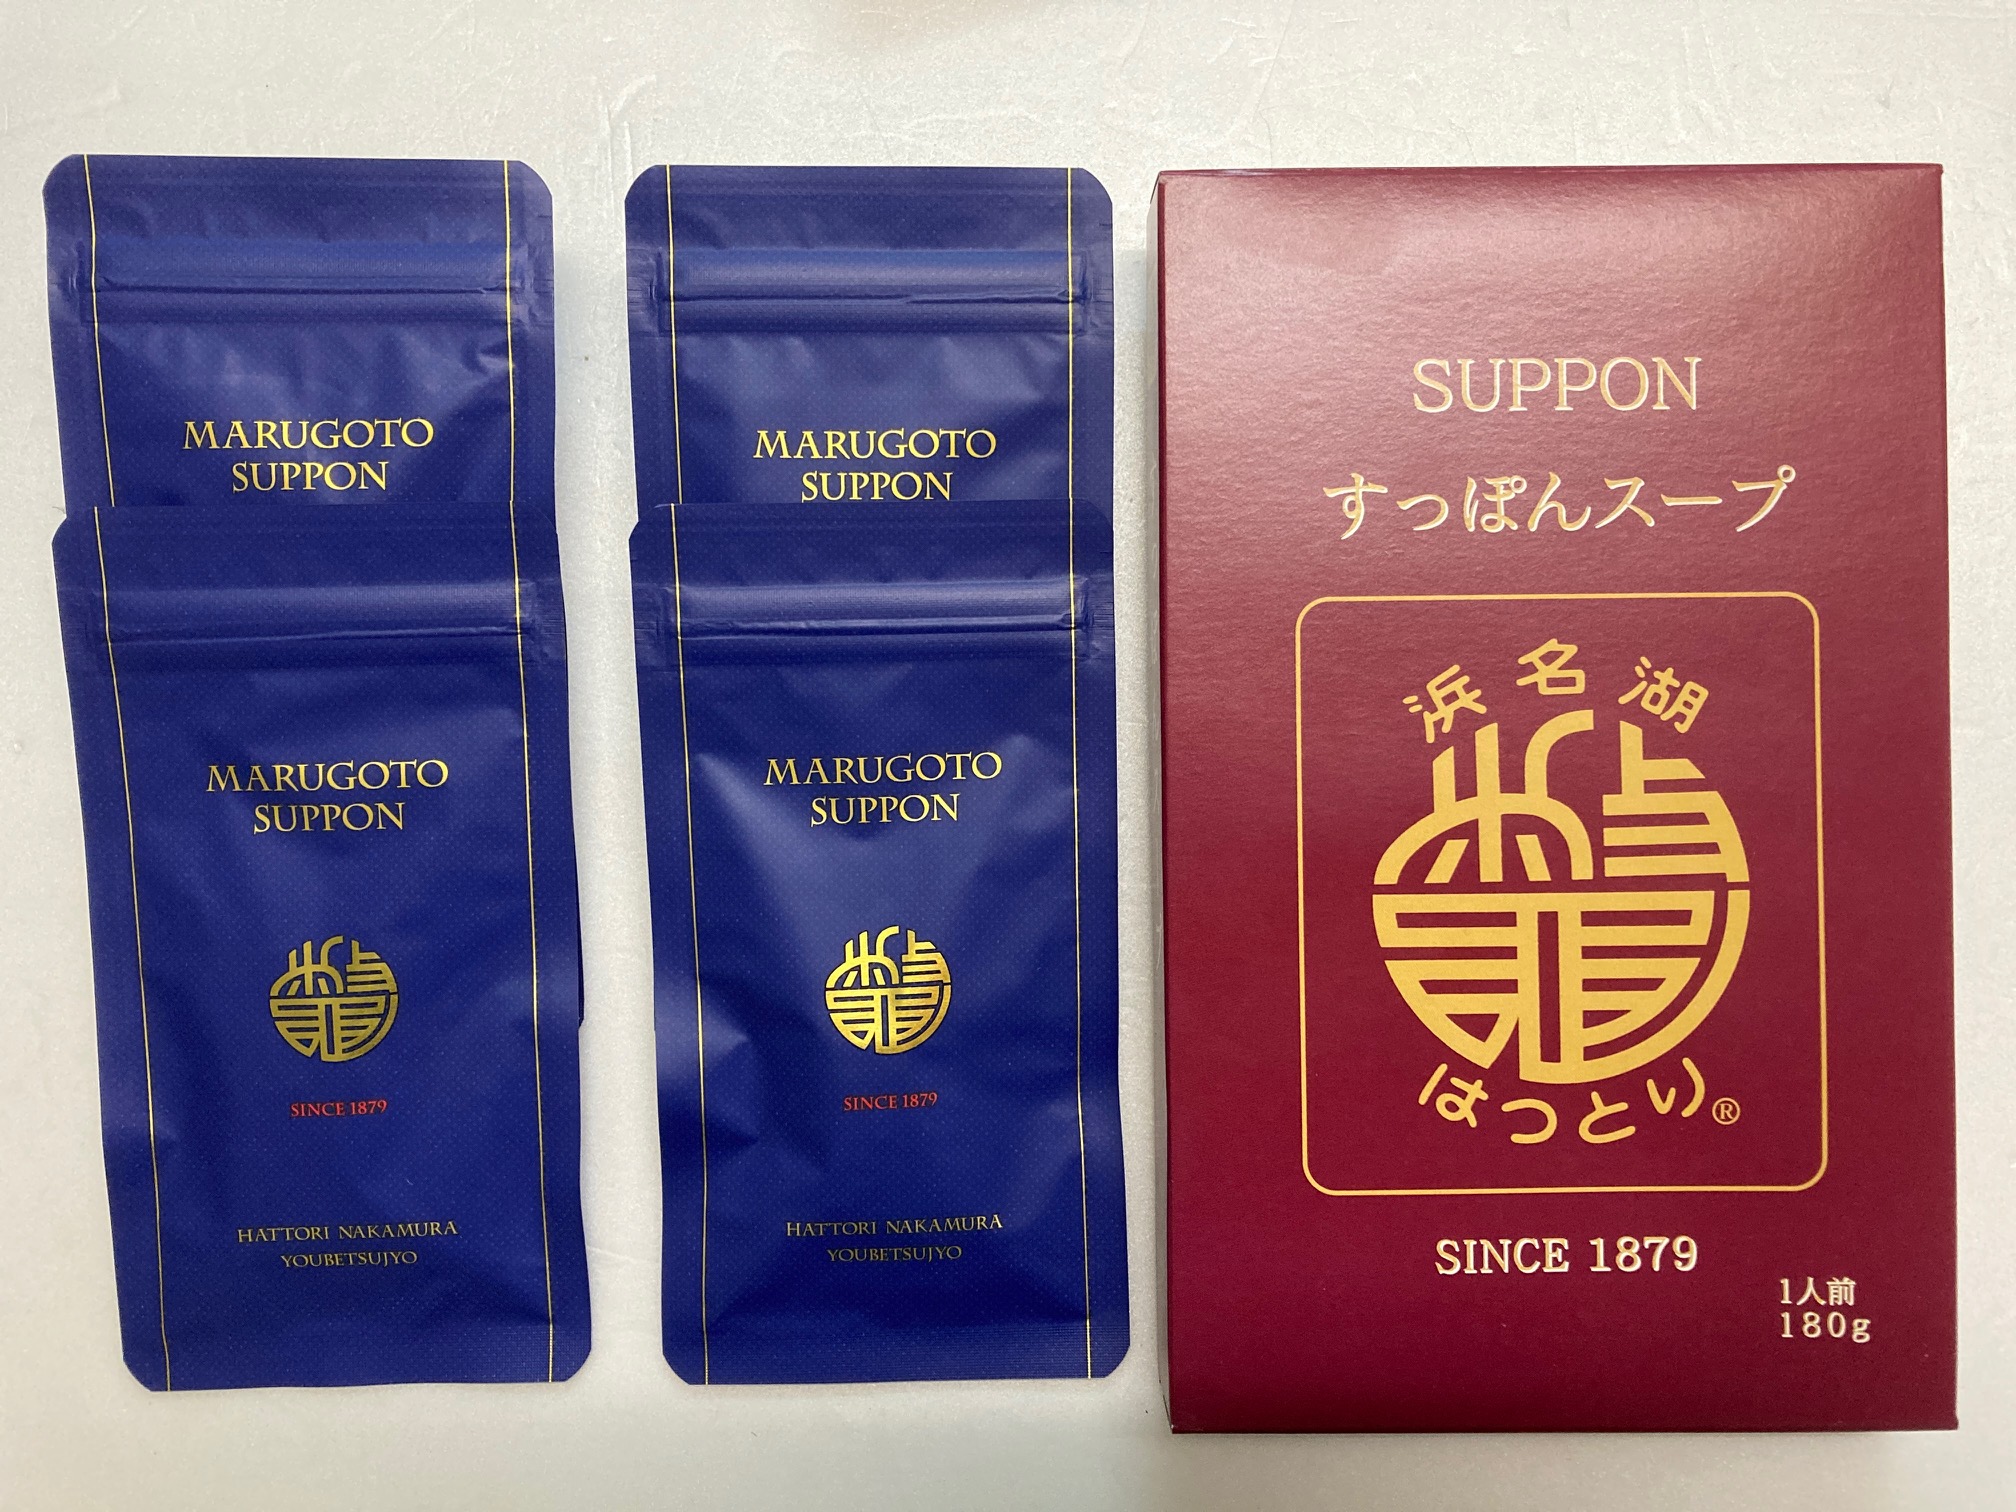 MARUGOTO
SUPPON
MARUGOTO
SUPPON
SINCE 1879
HATTORI NAKAMURA
YOUBETSUJYO
MARUGOTO
SUPPON
MARUGOTO
SUPPON
SINCE 1879
HATTORI NAKAMURA
YOUBETSUJYO
SUPPON
すっぽんスープ
浜名湖
はっとり®
SINCE 1879
1人前
180g